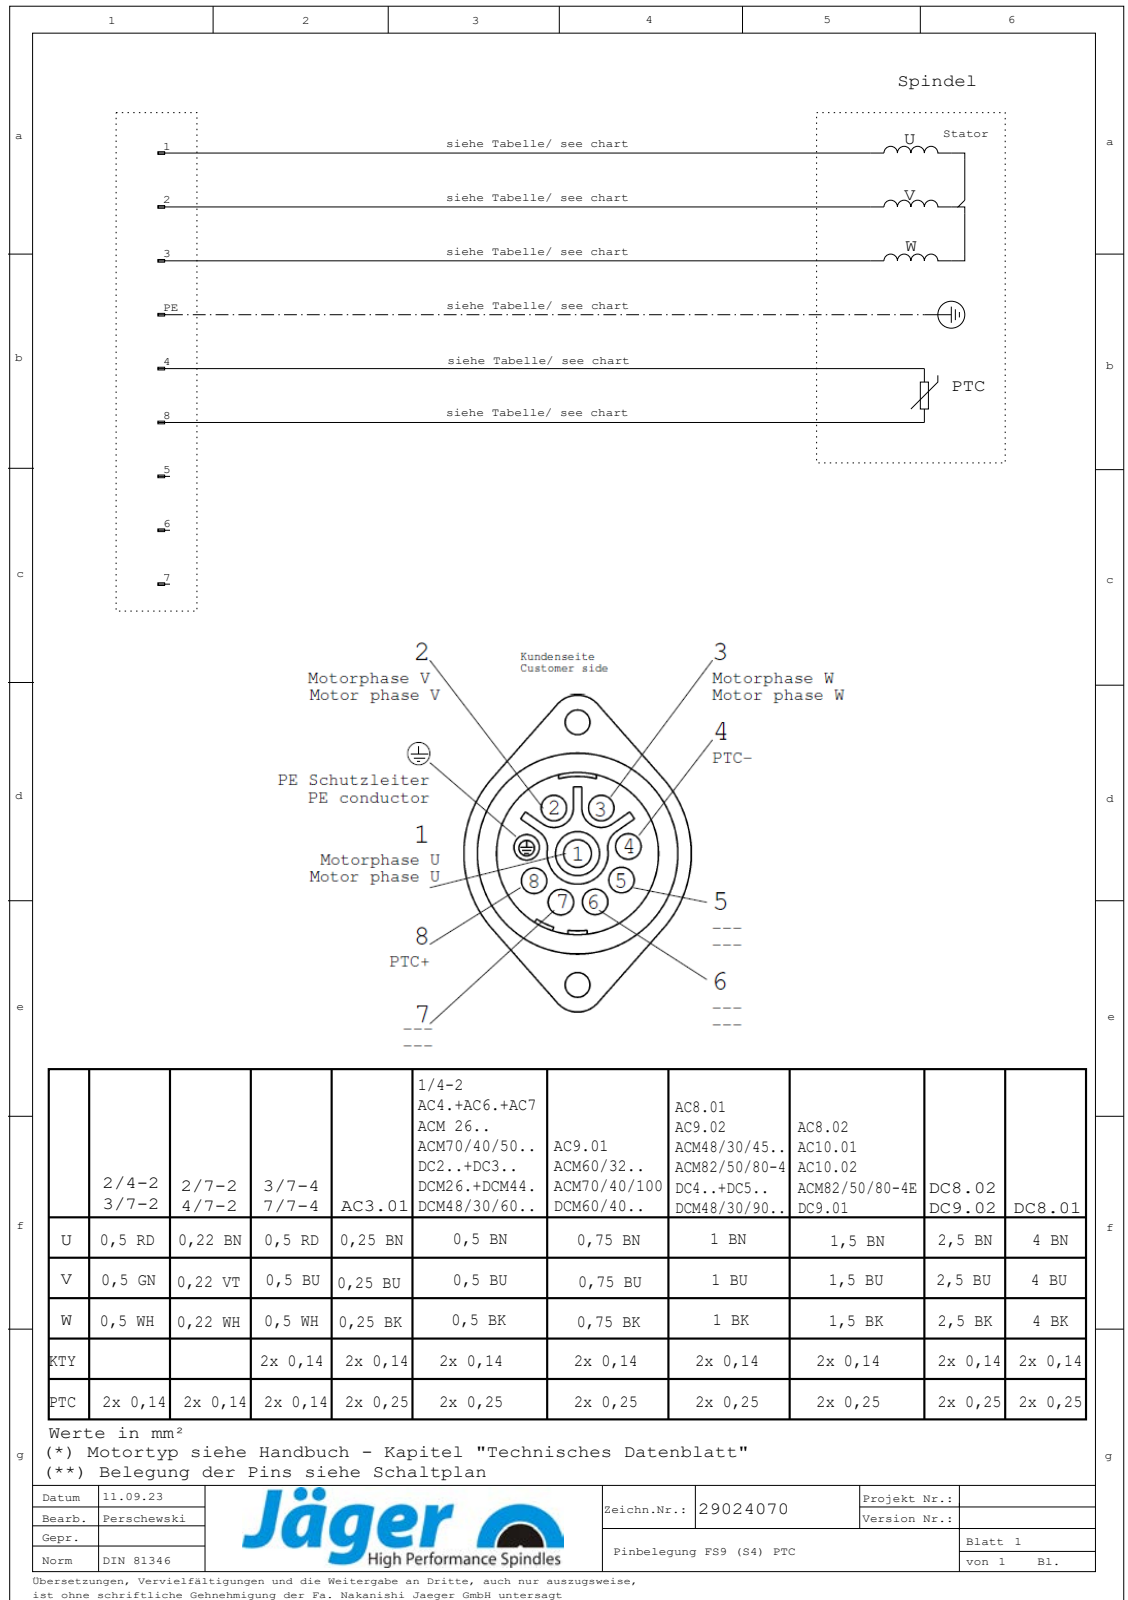 1 2 3 4 5 6
Spindel
a a
1 siehe Tabelle/ see chart U Stator
2 siehe Tabelle/ see chart V
3 siehe Tabelle/ see chart W
PE siehe Tabelle/ see chart
b b
4 siehe Tabelle/ see chart
PTC
8 siehe Tabelle/ see chart
5
6
7
c c
2
Motorphase V
Motor phase V
Kundenseite
Customer side
3
Motorphase W
Motor phase W
4
PTC-
PE Schutzleiter
PE conductor
d d
1
Motorphase U
Motor phase U
2 3
1 4
8 5
7 6
5
---
---
8
PTC+
6
---
---
7
---
---
e e
2/4-2
3/7-2
2/7-2
4/7-2
3/7-4
7/7-4
AC3.01
1/4-2
AC4.+AC6.+AC7
ACM 26..
ACM70/40/50..
DC2..+DC3..
DCM26.+DCM44.
DCM48/30/60..
AC9.01
ACM60/32..
ACM70/40/100
DCM60/40..
AC8.01
AC9.02
ACM48/30/45..
ACM82/50/80-4
DC4..+DC5..
DCM48/30/90..
AC8.02
AC10.01
AC10.02
ACM82/50/80-4E
DC9.01
DC8.02
DC9.02
DC8.01
f f
U 0,5 RD 0,22 BN 0,5 RD 0,25 BN 0,5 BN 0,75 BN 1 BN 1,5 BN 2,5 BN 4 BN
V 0,5 GN 0,22 VT 0,5 BU 0,25 BU 0,5 BU 0,75 BU 1 BU 1,5 BU 2,5 BU 4 BU
W 0,5 WH 0,22 WH 0,5 WH 0,25 BK 0,5 BK 0,75 BK 1 BK 1,5 BK 2,5 BK 4 BK
KTY 2x 0,14 2x 0,14 2x 0,14 2x 0,14 2x 0,14 2x 0,14 2x 0,14 2x 0,14
PTC 2x 0,14 2x 0,14 2x 0,14 2x 0,25 2x 0,25 2x 0,25 2x 0,25 2x 0,25 2x 0,25 2x 0,25
Werte in mm²
g g
(*) Motortyp siehe Handbuch - Kapitel "Technisches Datenblatt"
(**) Belegung der Pins siehe Schaltplan
Datum 11.09.23
Bearb. Perschewski
Gepr.
Norm DIN 81346
Jäger
High Performance Spindles
Zeichn.Nr.: 29024070
Projekt Nr.:
Version Nr.:
Pinbelegung FS9 (S4) PTC
Blatt 1
von 1 Bl.
Übersetzungen, Vervielfältigungen und die Weitergabe an Dritte, auch nur auszugsweise,
ist ohne schriftliche Gehnehmigung der Fa. Nakanishi Jaeger GmbH untersagt